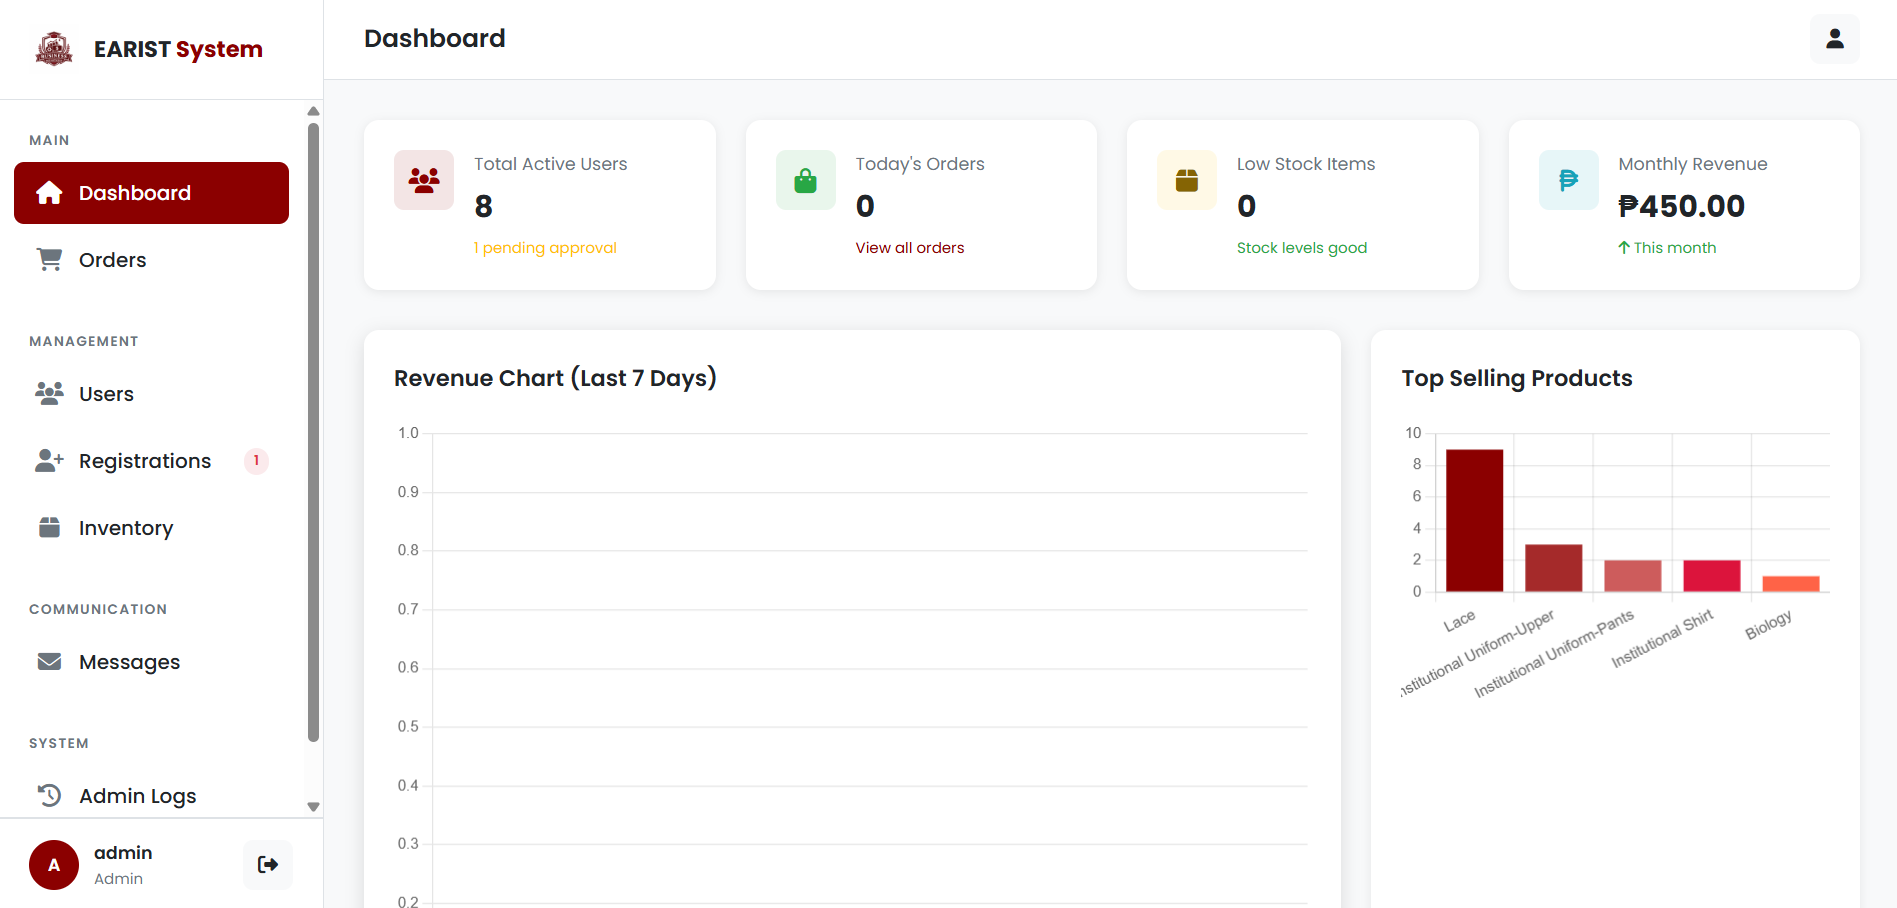 EARIST System
MAIN
Dashboard
Orders
MANAGEMENT
Users
Registrations 1
Inventory
COMMUNICATION
Messages
SYSTEM
Admin Logs
A
admin
Admin
Dashboard
Total Active Users
8
1 pending approval
Today's Orders
0
View all orders
Low Stock Items
0
Stock levels good
Monthly Revenue
₱450.00
This month
Revenue Chart (Last 7 Days)
1.0
0.9
0.8
0.7
0.6
0.5
0.4
0.3
0.2
Top Selling Products
10
8
6
4
2
0
Lace
nstitutional Uniform-Upper
Institutional Uniform-Pants
Institutional Shirt
Biology